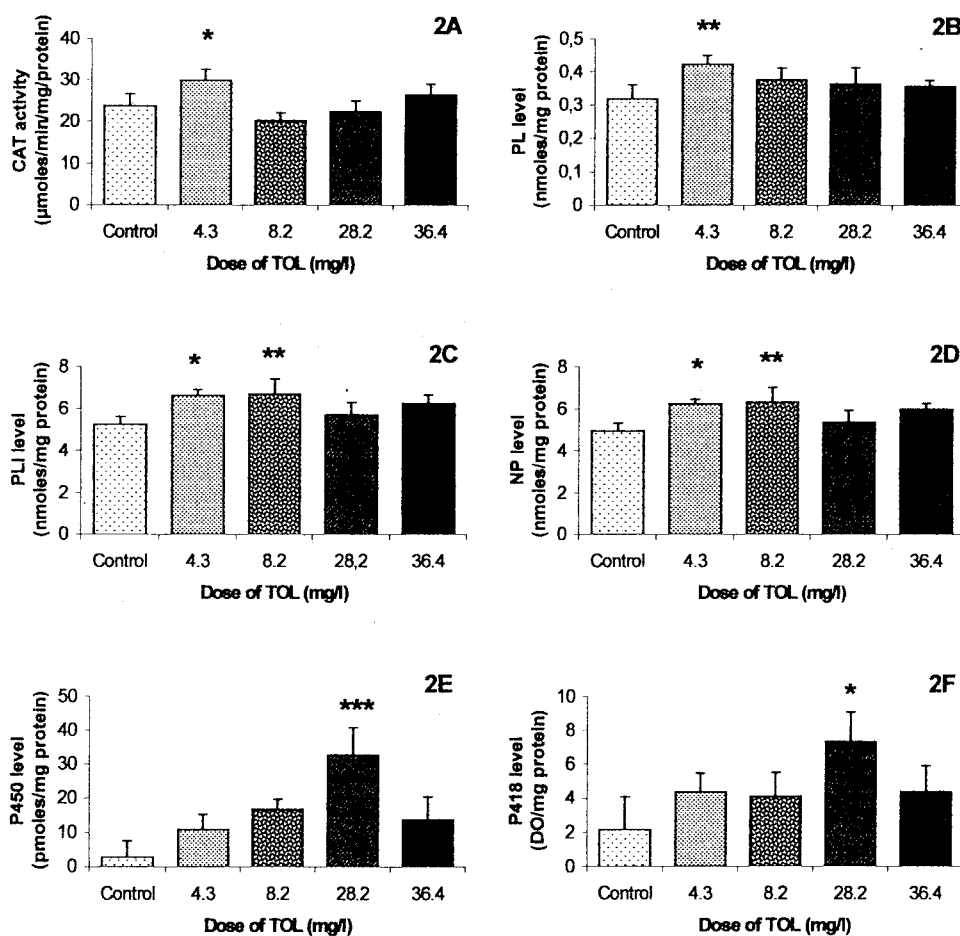 2A
*
CAT activity
(µmoles/min/mg/protein)
40
30
20
10
0
Control 4.3 8.2 28.2 36.4
Dose of TOL (mg/l)
2B
**
PL level
(nmoles/mg protein)
0,5
0,4
0,3
0,2
0,1
0
Control 4.3 8.2 28.2 36.4
Dose of TOL (mg/l)
2C
* **
PLI level
(nmoles/mg protein)
8
6
4
2
0
Control 4.3 8.2 28,2 36.4
Dose of TOL (mg/l)
2D
* **
NP level
(nmoles/mg protein)
8
6
4
2
0
Control 4.3 8.2 28.2 36.4
Dose of TOL (mg/l)
2E
***
P450 level
(pmoles/mg protein)
50
40
30
20
10
0
Control 4.3 8.2 28.2 36.4
Dose of TOL (mg/l)
2F
*
P418 level
(DO/mg protein)
10
8
6
4
2
0
Control 4.3 8.2 28.2 36.4
Dose of TOL (mg/l)